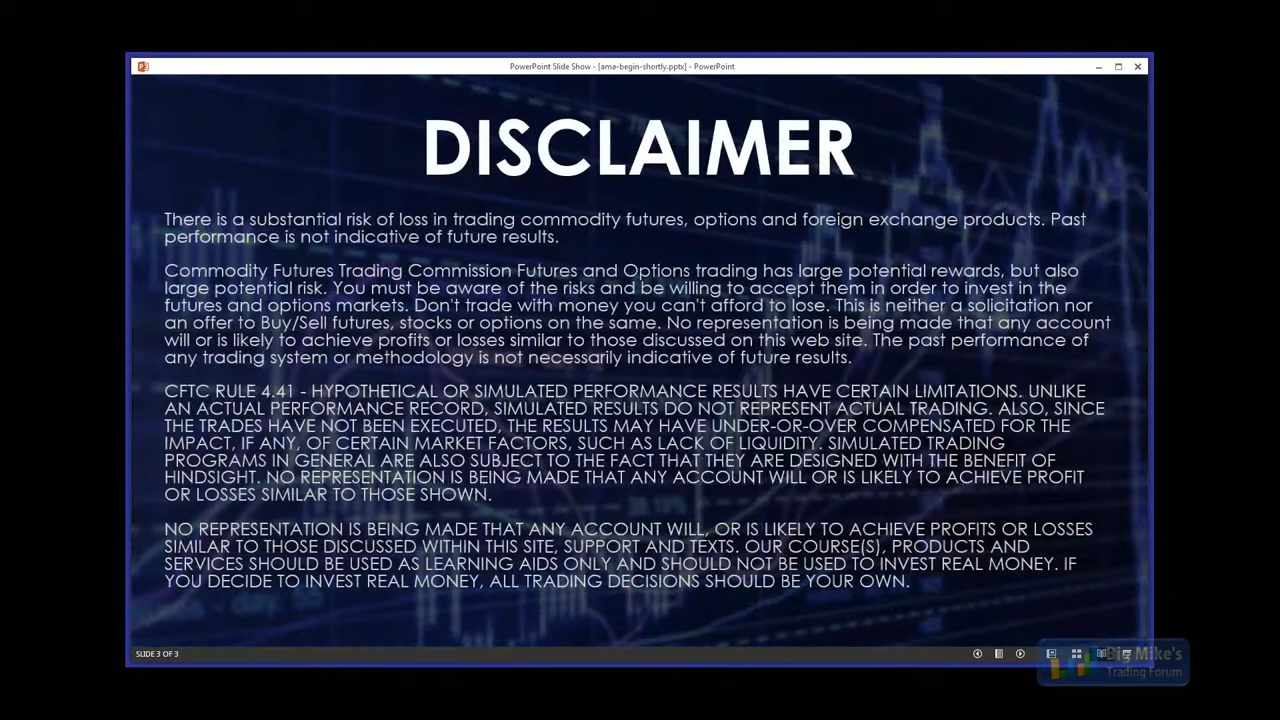 PowerPoint Slide Show - [ama-begin-shortly.pptx] - PowerPoint
DISCLAIMER
There is a substantial risk of loss in trading commodity futures, options and foreign exchange products. Past
performance is not indicative of future results.
Commodity Futures Trading Commission Futures and Options trading has large potential rewards, but also
large potential risk. You must be aware of the risks and be willing to accept them in order to invest in the
futures and options markets. Don't trade with money you can't afford to lose. This is neither a solicitation nor
an offer to Buy/Sell futures, stocks or options on the same. No representation is being made that any account
will or is likely to achieve profits or losses similar to those discussed on this web site. The past performance of
any trading system or methodology is not necessarily indicative of future results.
CFTC RULE 4.41 - HYPOTHETICAL OR SIMULATED PERFORMANCE RESULTS HAVE CERTAIN LIMITATIONS. UNLIKE
AN ACTUAL PERFORMANCE RECORD, SIMULATED RESULTS DO NOT REPRESENT ACTUAL TRADING. ALSO, SINCE
THE TRADES HAVE NOT BEEN EXECUTED, THE RESULTS MAY HAVE UNDER-OR-OVER COMPENSATED FOR THE
IMPACT, IF ANY, OF CERTAIN MARKET FACTORS, SUCH AS LACK OF LIQUIDITY. SIMULATED TRADING
PROGRAMS IN GENERAL ARE ALSO SUBJECT TO THE FACT THAT THEY ARE DESIGNED WITH THE BENEFIT OF
HINDSIGHT. NO REPRESENTATION IS BEING MADE THAT ANY ACCOUNT WILL OR IS LIKELY TO ACHIEVE PROFIT
OR LOSSES SIMILAR TO THOSE SHOWN.
NO REPRESENTATION IS BEING MADE THAT ANY ACCOUNT WILL, OR IS LIKELY TO ACHIEVE PROFITS OR LOSSES
SIMILAR TO THOSE DISCUSSED WITHIN THIS SITE, SUPPORT AND TEXTS. OUR COURSE(S), PRODUCTS AND
SERVICES SHOULD BE USED AS LEARNING AIDS ONLY AND SHOULD NOT BE USED TO INVEST REAL MONEY. IF
YOU DECIDE TO INVEST REAL MONEY, ALL TRADING DECISIONS SHOULD BE YOUR OWN.
SLIDE 3 OF 3
Big Mike's
Trading Forum